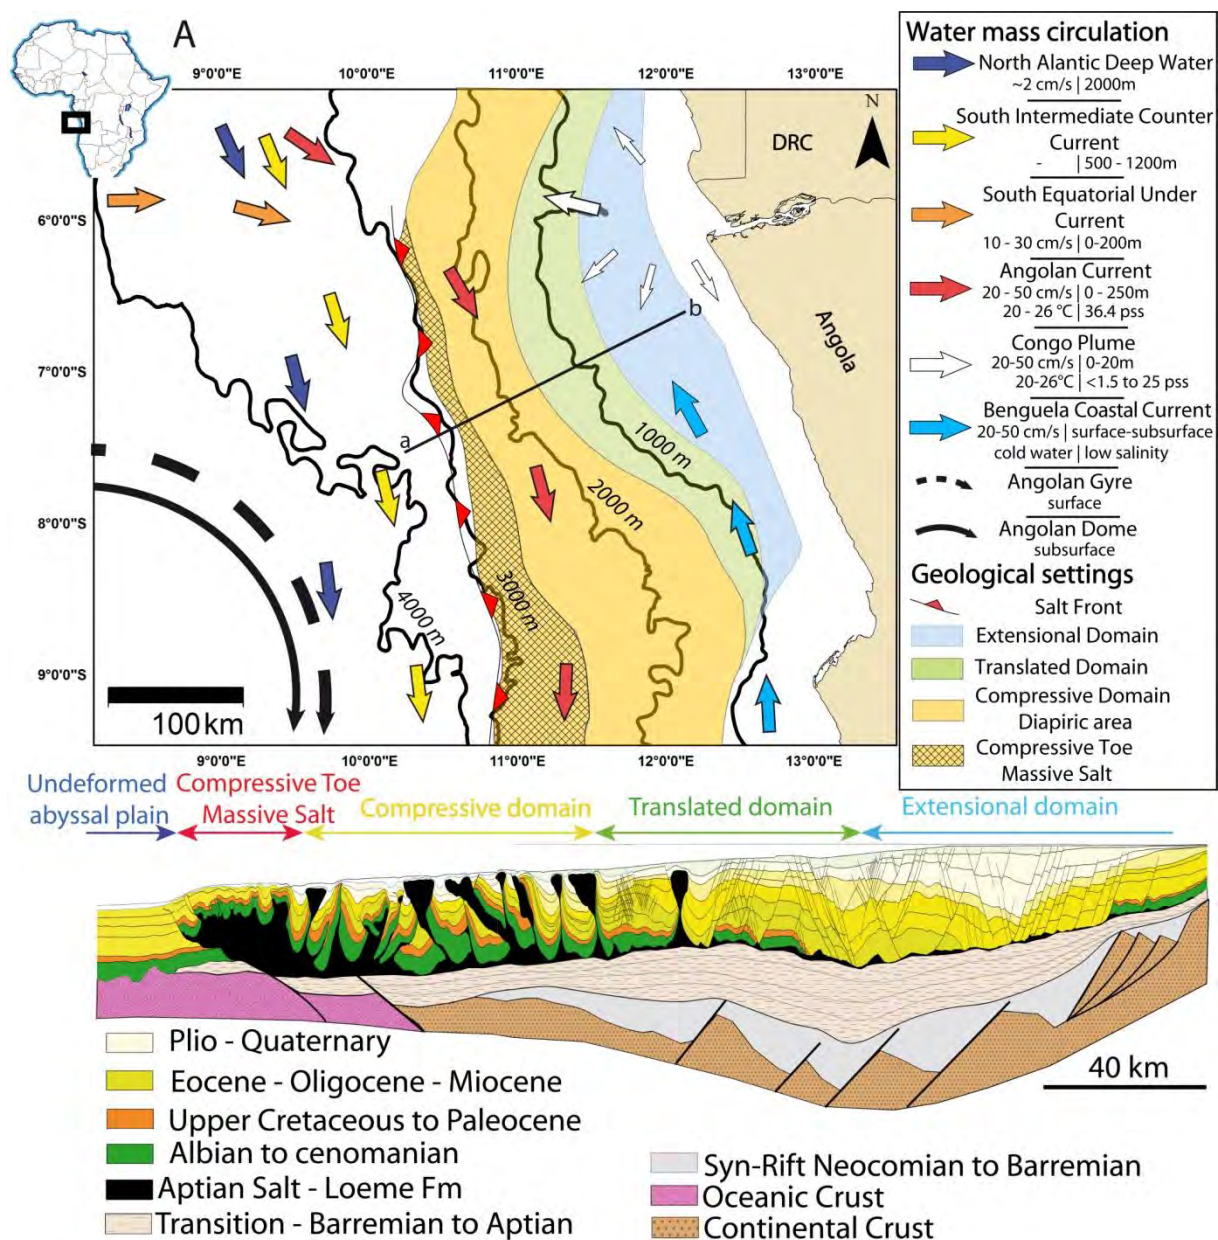 A
9°0'0"E
10°0'0"E
11°0'0"E
12°0'0"E
13°0'0"E
N
DRC
Angola
6°0'0"S
7°0'0"S
8°0'0"S
9°0'0"S
a
b
1000 m
2000 m
3000 m
4000 m
100 km
9°0'0"E
10°0'0"E
11°0'0"E
12°0'0"E
13°0'0"E
Water mass circulation
North Alantic Deep Water
~2 cm/s | 2000m
South Intermediate Counter
Current
- | 500 - 1200m
South Equatorial Under
Current
10 - 30 cm/s | 0-200m
Angolan Current
20 - 50 cm/s | 0 - 250m
20 - 26 °C | 36.4 pss
Congo Plume
20-50 cm/s | 0-20m
20-26°C | <1.5 to 25 pss
Benguela Coastal Current
20-50 cm/s | surface-subsurface
cold water | low salinity
Angolan Gyre
surface
Angolan Dome
subsurface
Geological settings
Salt Front
Extensional Domain
Translated Domain
Compressive Domain
Diapiric area
Compressive Toe
Massive Salt
Undeformed
abyssal plain
Compressive Toe
Massive Salt
Compressive domain
Translated domain
Extensional domain
40 km
Plio - Quaternary
Eocene - Oligocene - Miocene
Upper Cretaceous to Paleocene
Albian to cenomanian
Aptian Salt - Loeme Fm
Transition - Barremian to Aptian
Syn-Rift Neocomian to Barremian
Oceanic Crust
Continental Crust